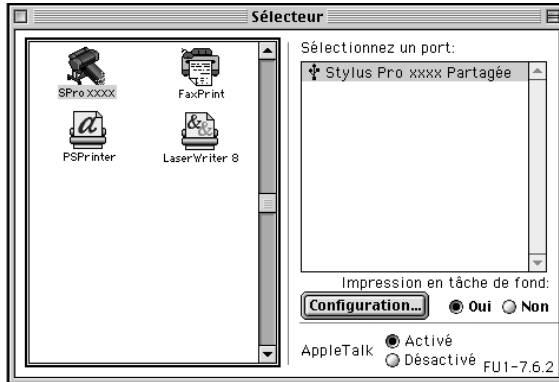 Sélecteur
SPro xxxx
FaxPrint
PSPrinter
LaserWriter 8
Sélectionnez un port:
Stylus Pro xxxx Partagée
Impression en tâche de fond:
Configuration... Oui Non
AppleTalk Activé
Désactivé FU1-7.6.2